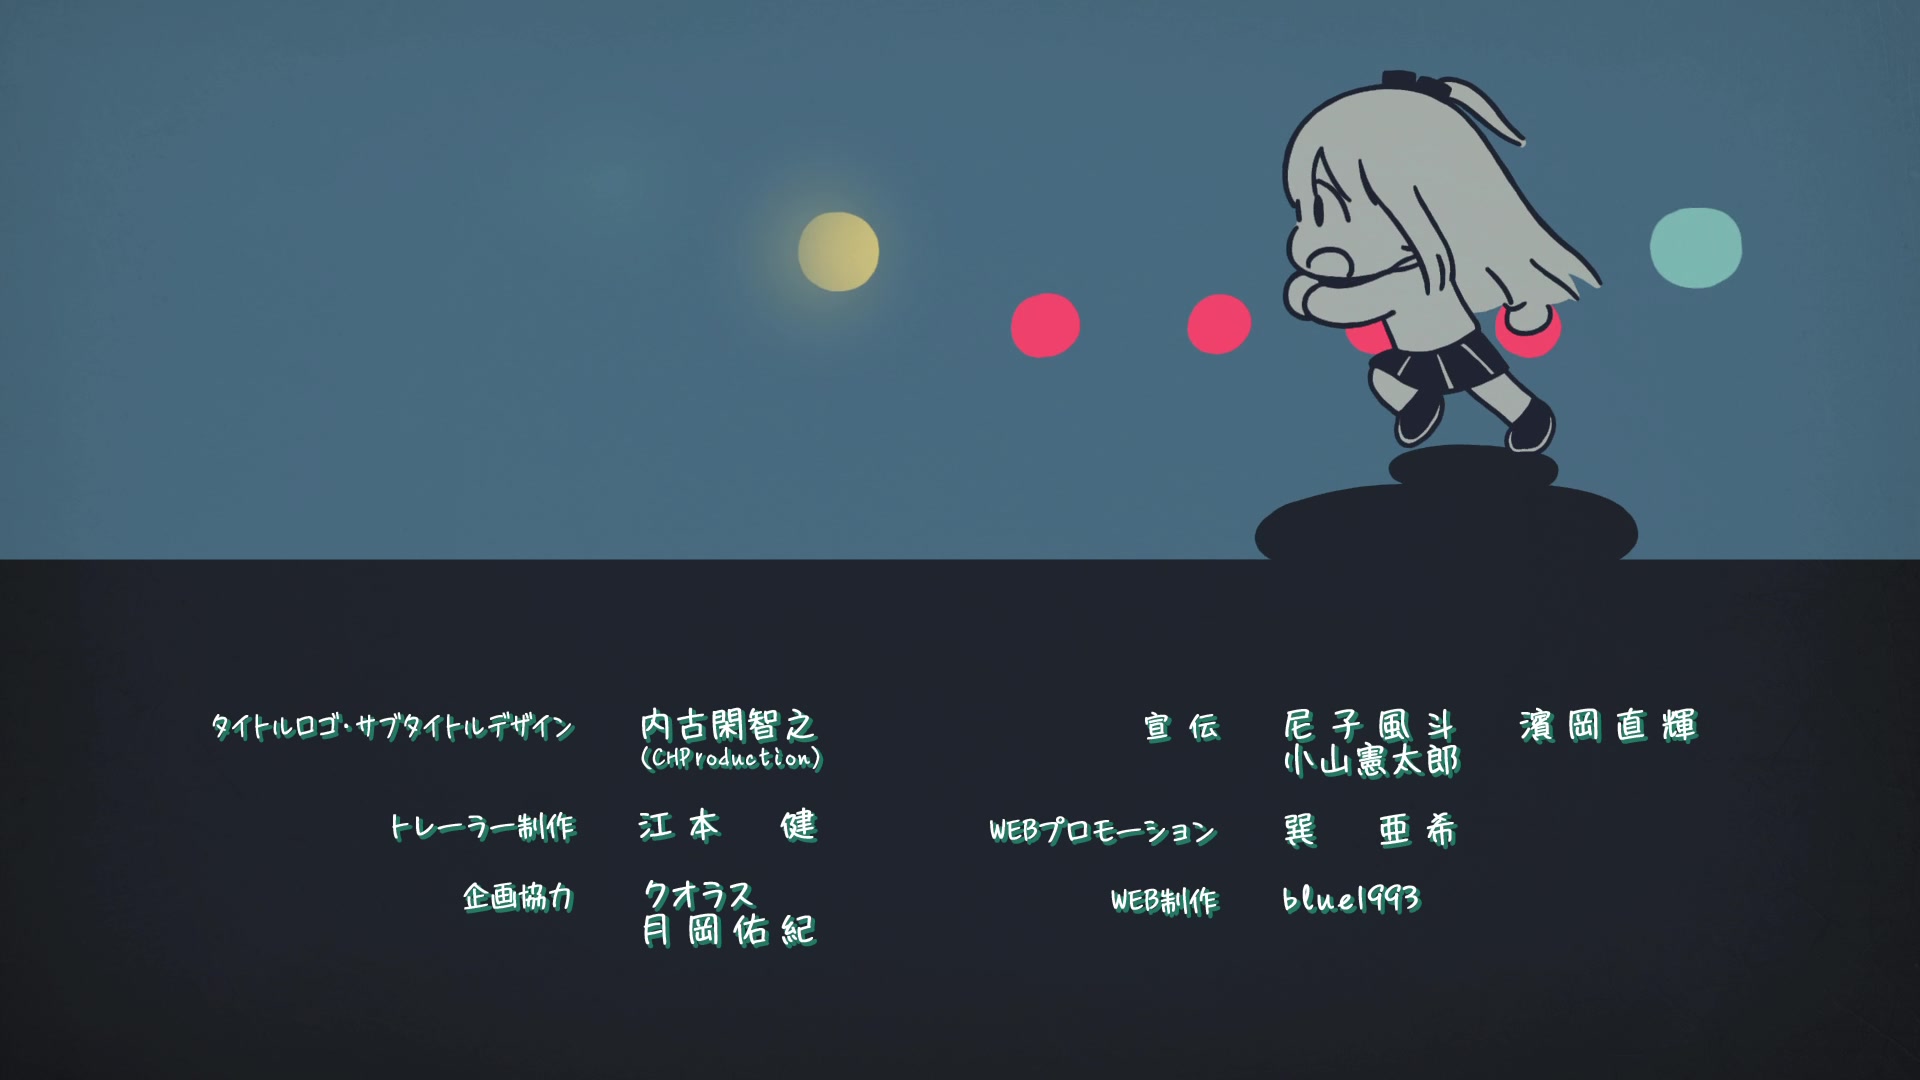 タイトルロゴ・サブタイトルデザイン 内古閑智之
(CHProduction)
トレーラー制作 江本 健
企画協力 クオラス
月岡佑紀
宣伝 尼子風斗 濱岡直輝
小山憲太郎
WEBプロモーション 巽 亜希
WEB制作 blue1993